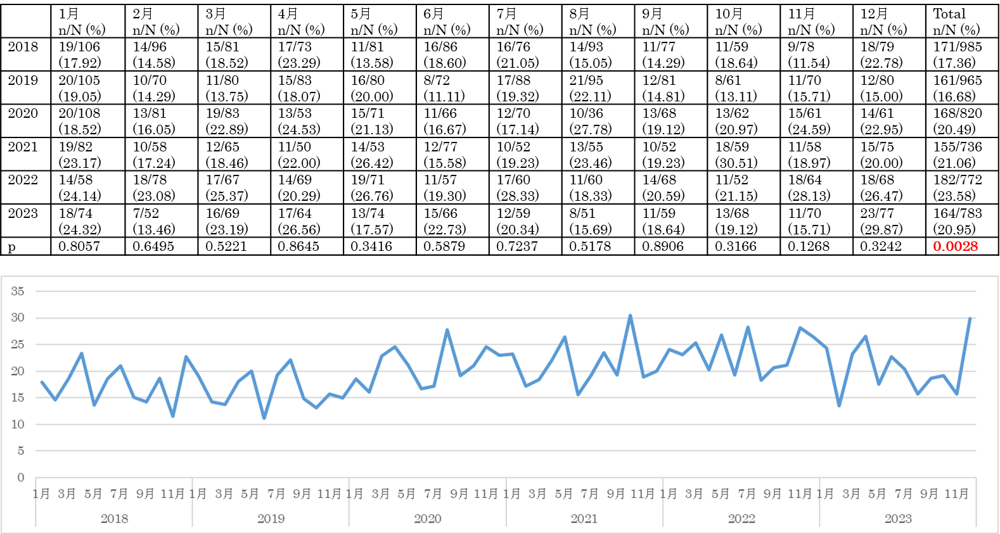 1月 2月 3月 4月 5月 6月 7月 8月 9月 10月 11月 12月 Total
n/N (%) n/N (%) n/N (%) n/N (%) n/N (%) n/N (%) n/N (%) n/N (%) n/N (%) n/N (%) n/N (%) n/N (%) n/N (%)
2018 19/106 14/96 15/81 17/73 11/81 16/86 16/76 14/93 11/77 11/59 9/78 18/79 171/985
(17.92) (14.58) (18.52) (23.29) (13.58) (18.60) (21.05) (15.05) (14.29) (18.64) (11.54) (22.78) (17.36)
2019 20/105 10/70 11/80 15/83 16/80 8/72 17/88 21/95 12/81 8/61 11/70 12/80 161/965
(19.05) (14.29) (13.75) (18.07) (20.00) (11.11) (19.32) (22.11) (14.81) (13.11) (15.71) (15.00) (16.68)
2020 20/108 13/81 19/83 13/53 15/71 11/66 12/70 10/36 13/68 13/62 15/61 14/61 168/820
(18.52) (16.05) (22.89) (24.53) (21.13) (16.67) (17.14) (27.78) (19.12) (20.97) (24.59) (22.95) (20.49)
2021 19/82 10/58 12/65 11/50 14/53 12/77 10/52 13/55 10/52 18/59 11/58 15/75 155/736
(23.17) (17.24) (18.46) (22.00) (26.42) (15.58) (19.23) (23.46) (19.23) (30.51) (18.97) (20.00) (21.06)
2022 14/58 18/78 17/67 14/69 19/71 11/57 17/60 11/60 14/68 11/52 18/64 18/68 182/772
(24.14) (23.08) (25.37) (20.29) (26.76) (19.30) (28.33) (18.33) (20.59) (21.15) (28.13) (26.47) (23.58)
2023 18/74 7/52 16/69 17/64 13/74 15/66 12/59 8/51 11/59 13/68 11/70 23/77 164/783
(24.32) (13.46) (23.19) (26.56) (17.57) (22.73) (20.34) (15.69) (18.64) (19.12) (15.71) (29.87) (20.95)
p 0.8057 0.6495 0.5221 0.8645 0.3416 0.5879 0.7237 0.5178 0.8906 0.3166 0.1268 0.3242 0.0028
35
30
25
20
15
10
5
0
1月 3月 5月 7月 9月 11月 1月 3月 5月 7月 9月 11月 1月 3月 5月 7月 9月 11月 1月 3月 5月 7月 9月 11月 1月 3月 5月 7月 9月 11月 1月 3月 5月 7月 9月 11月
2018 2019 2020 2021 2022 2023